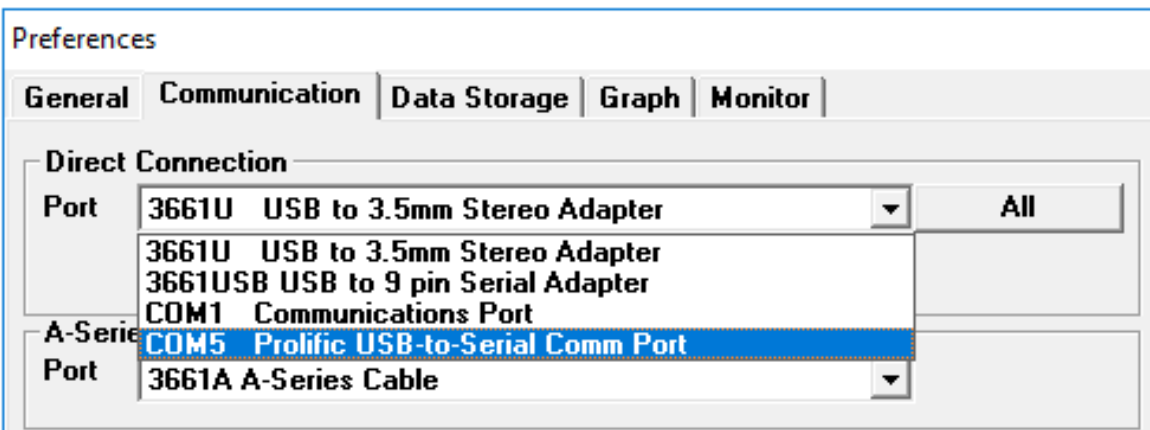 Preferences
General Communication Data Storage Graph Monitor
Direct Connection
Port 3661U USB to 3.5mm Stereo Adapter All
3661U USB to 3.5mm Stereo Adapter
3661USB USB to 9 pin Serial Adapter
COM1 Communications Port
A-Serie COM5 Prolific USB-to-Serial Comm Port
Port 3661A A-Series Cable